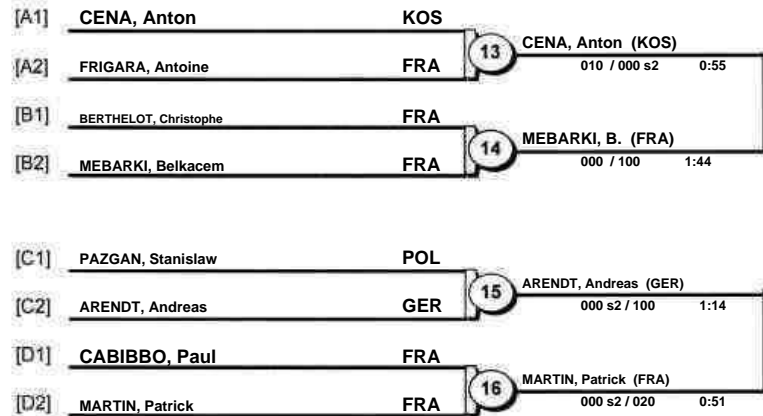 [A1] CENA, Anton KOS
[A2] FRIGARA, Antoine FRA
13
CENA, Anton (KOS)
010 / 000 s2 0:55
[B1] BERTHELOT, Christophe FRA
[B2] MEBARKI, Belkacem FRA
14
MEBARKI, B. (FRA)
000 / 100 1:44
[C1] PAZGAN, Stanislaw POL
[C2] ARENDT, Andreas GER
15
ARENDT, Andreas (GER)
000 s2 / 100 1:14
[D1] CABIBBO, Paul FRA
[D2] MARTIN, Patrick FRA
16
MARTIN, Patrick (FRA)
000 s2 / 020 0:51